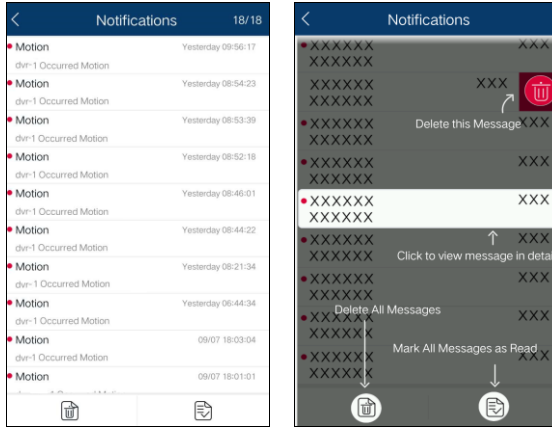 Notifications 18/18
Motion Yesterday 09:56:17
dvr-1 Occurred Motion
Motion Yesterday 08:54:23
dvr-1 Occurred Motion
Motion Yesterday 08:53:39
dvr-1 Occurred Motion
Motion Yesterday 08:52:18
dvr-1 Occurred Motion
Motion Yesterday 08:46:01
dvr-1 Occurred Motion
Motion Yesterday 08:44:22
dvr-1 Occurred Motion
Motion Yesterday 08:21:34
dvr-1 Occurred Motion
Motion Yesterday 06:44:34
dvr-1 Occurred Motion
Motion 09/07 18:03:04
dvr-1 Occurred Motion
Motion 09/07 18:01:01
Notifications
XXXXXX XXX
XXXXXX
XXXXXX XXX
XXXXXX
Delete this Message
XXXXXX XXX
XXXXXX
XXXXXX XXX
XXXXXX
XXXXXX XXX
XXXXXX
XXXXXX XXX
Click to view message in detai
XXXXXX
XXXXXX XXX
XXXXXX
Delete All Messages
XXXXXX XXX
XXXXXX
Mark All Messages as Read
XXXXXX XXX
XXXXXX